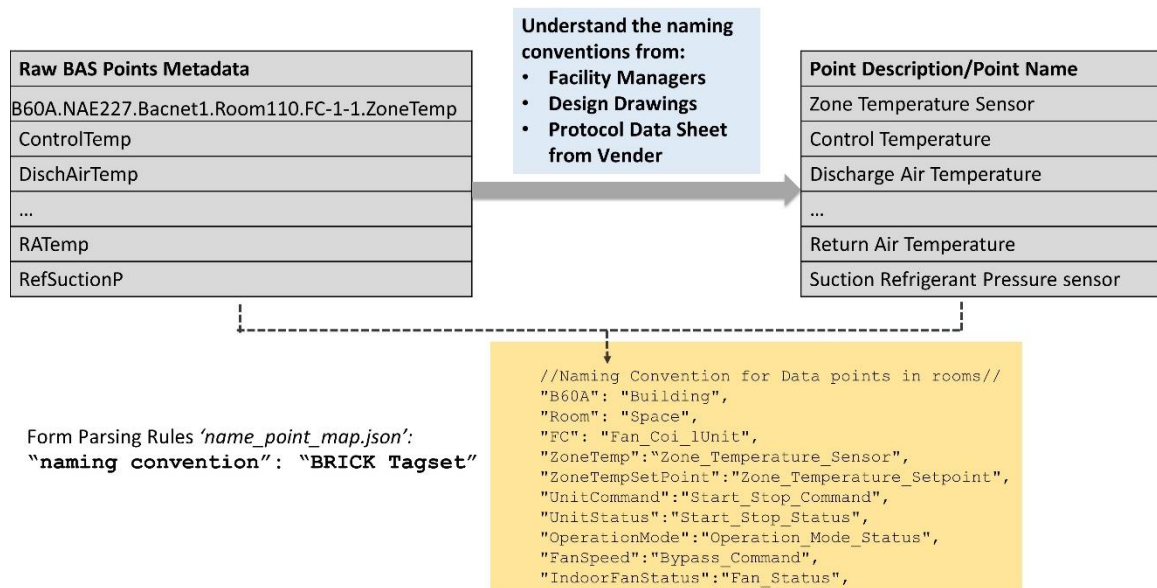 Understand the naming
conventions from:
• Facility Managers
• Design Drawings
• Protocol Data Sheet
from Vender
Raw BAS Points Metadata
B60A.NAE227.Bacnet1.Room110.FC-1-1.ZoneTemp
ControlTemp
DischAirTemp
...
RATemp
RefSuctionP
Point Description/Point Name
Zone Temperature Sensor
Control Temperature
Discharge Air Temperature
...
Return Air Temperature
Suction Refrigerant Pressure sensor
Form Parsing Rules ‘name_point_map.json’:
“naming convention”: “BRICK Tagset”
//Naming Convention for Data points in rooms//
"B60A": "Building",
"Room": "Space",
"FC": "Fan_Coi_lUnit",
"ZoneTemp":"Zone_Temperature_Sensor",
"ZoneTempSetPoint":"Zone_Temperature_Setpoint",
"UnitCommand":"Start_Stop_Command",
"UnitStatus":"Start_Stop_Status",
"OperationMode":"Operation_Mode_Status",
"FanSpeed":"Bypass_Command",
"IndoorFanStatus":"Fan_Status",